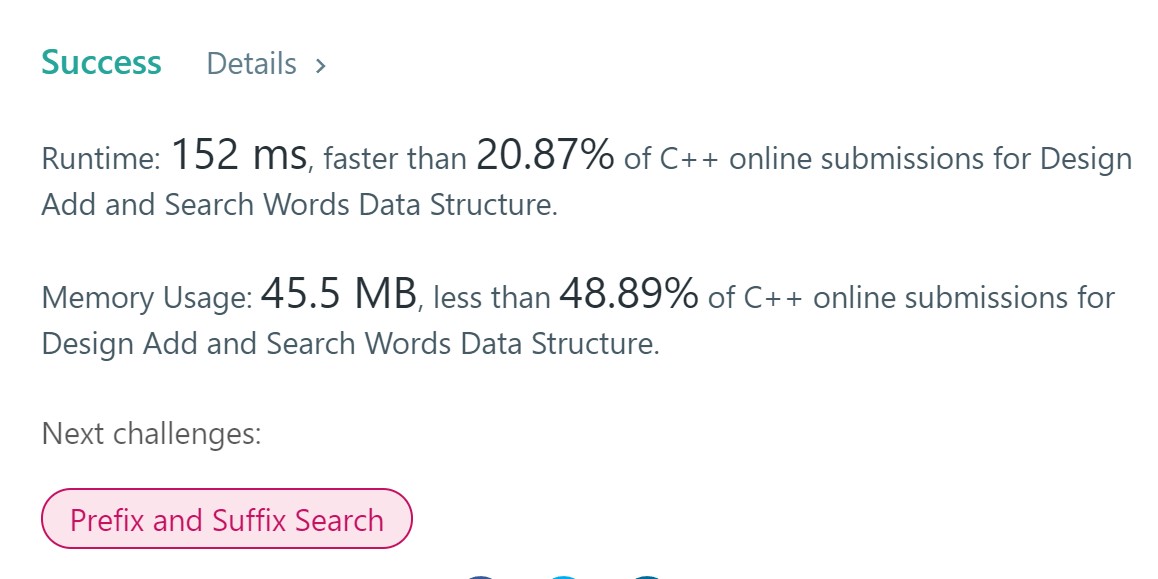 Success Details >
Runtime: 152 ms, faster than 20.87% of C++ online submissions for Design
Add and Search Words Data Structure.
Memory Usage: 45.5 MB, less than 48.89% of C++ online submissions for
Design Add and Search Words Data Structure.
Next challenges:
Prefix and Suffix Search